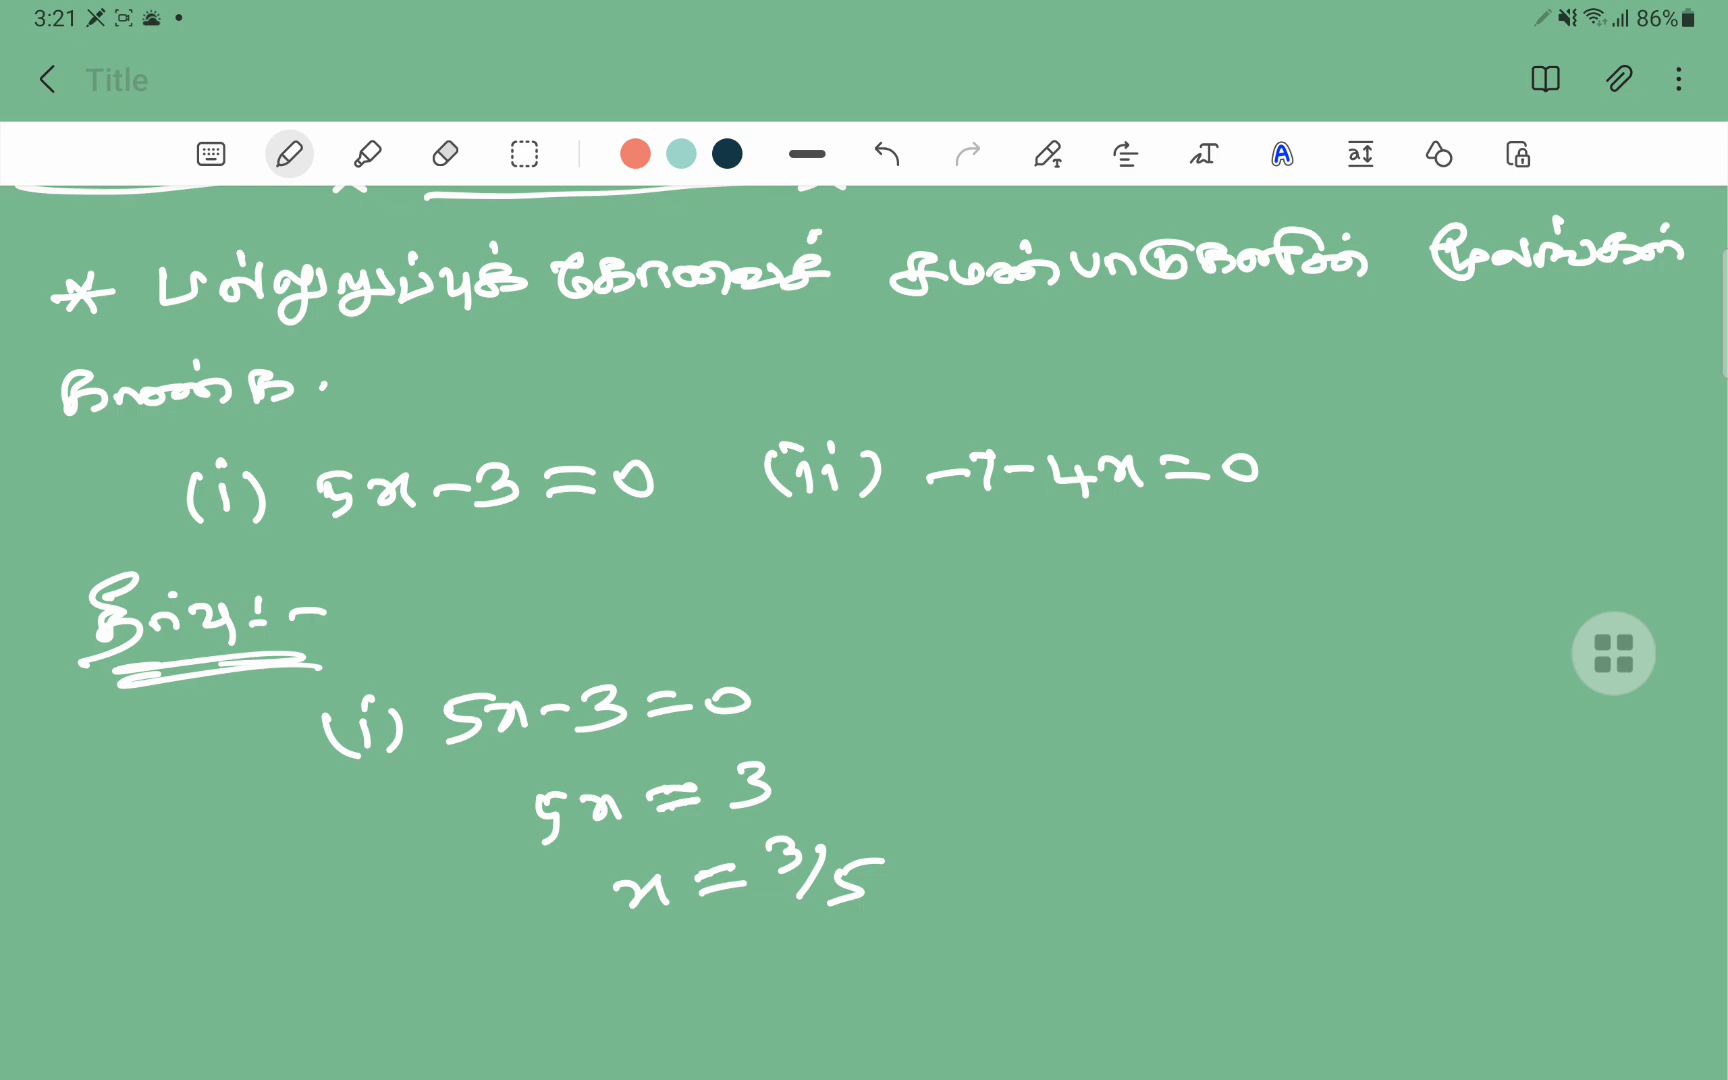 3:21 86%
Title
* பல்லுறுப்புக் கோவைச் சமன்பாடுகளின் மூலங்கள்
காண்க.
(i) 5x-3=0 (ii) -7-4x=0
தீர்வு:-
(i) 5x-3=0
5x = 3
x = 3/5